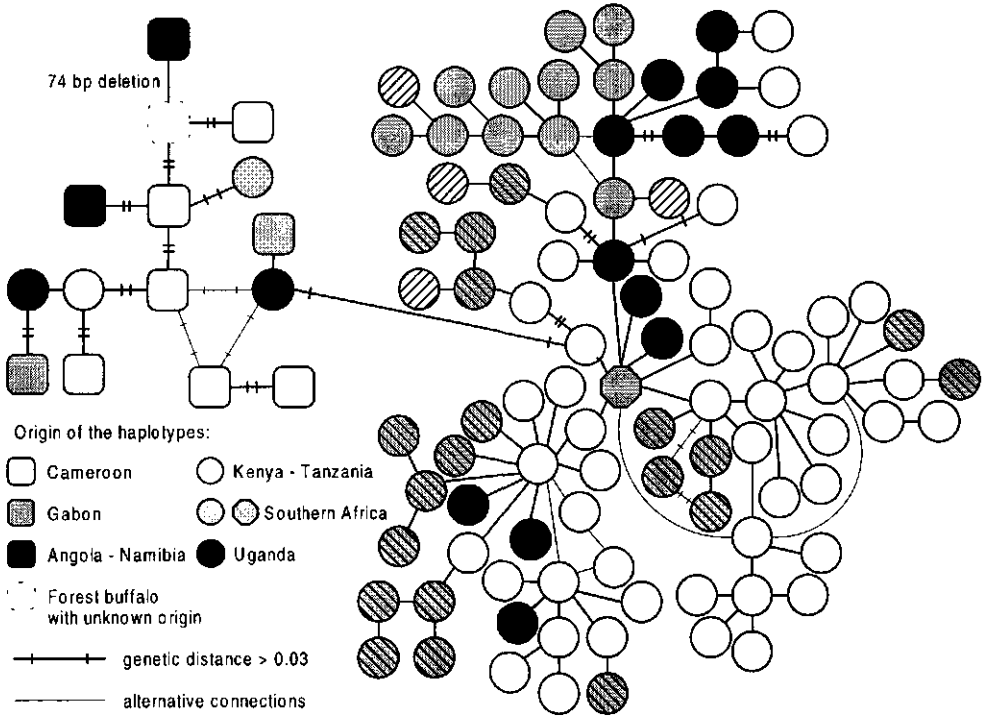 74 bp deletion
Origin of the haplotypes:
Cameroon
Kenya - Tanzania
Gabon
Southern Africa
Angola - Namibia
Uganda
Forest buffalo
with unknown origin
genetic distance > 0.03
alternative connections